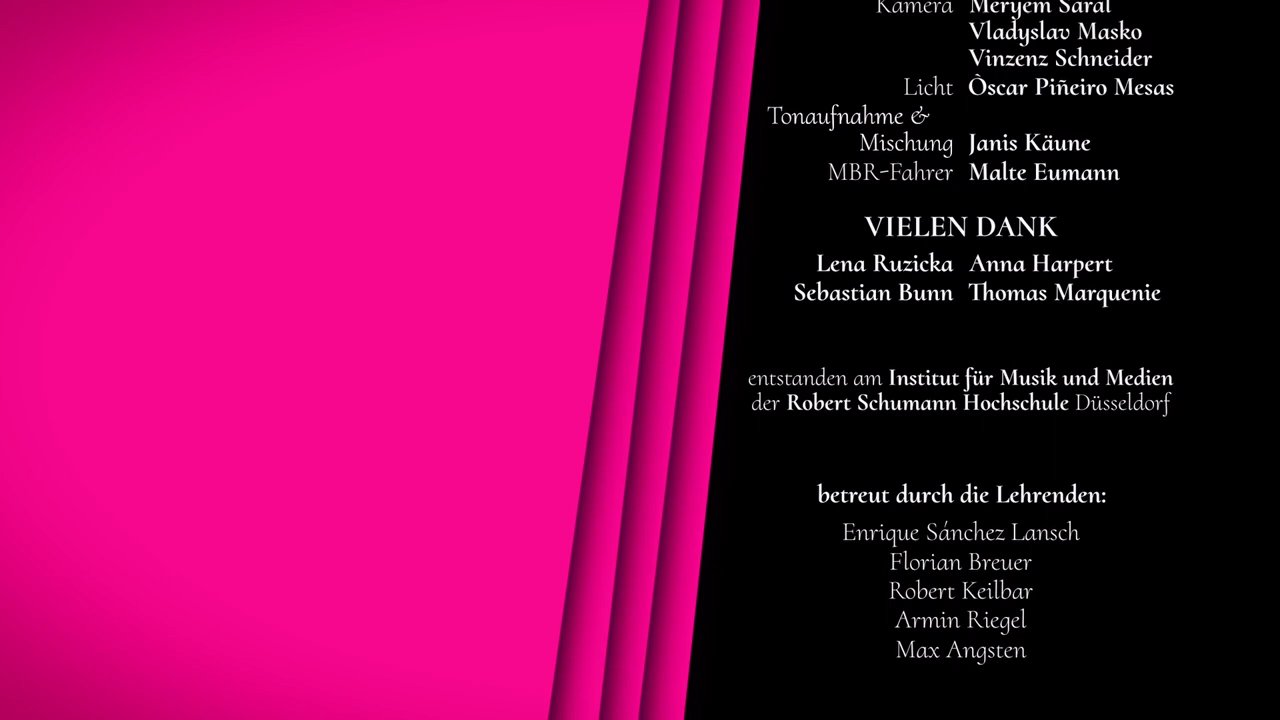 Kamera Meryem Saral
Vladyslav Masko
Vinzenz Schneider
Licht Òscar Piñeiro Mesas
Tonaufnahme &
Mischung Janis Käune
MBR-Fahrer Malte Eumann
VIELEN DANK
Lena Ruzicka Anna Harpert
Sebastian Bunn Thomas Marquenie
entstanden am Institut für Musik und Medien
der Robert Schumann Hochschule Düsseldorf
betreut durch die Lehrenden:
Enrique Sánchez Lansch
Florian Breuer
Robert Keilbar
Armin Riegel
Max Angsten